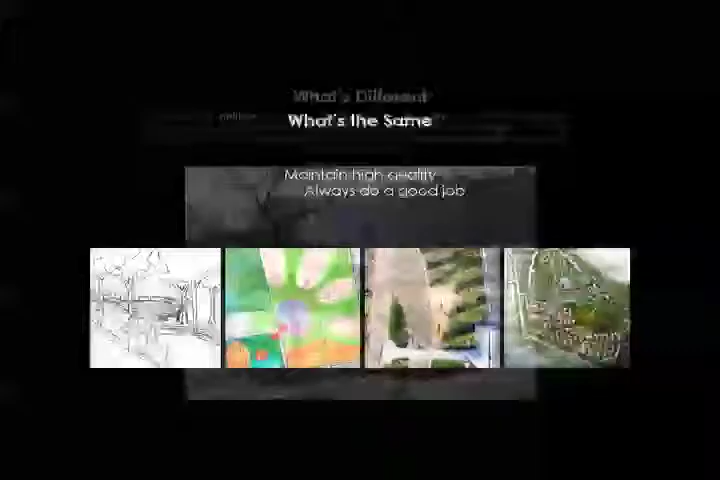 What's Different
What's the Same
Maintain high quality
Always do a good job